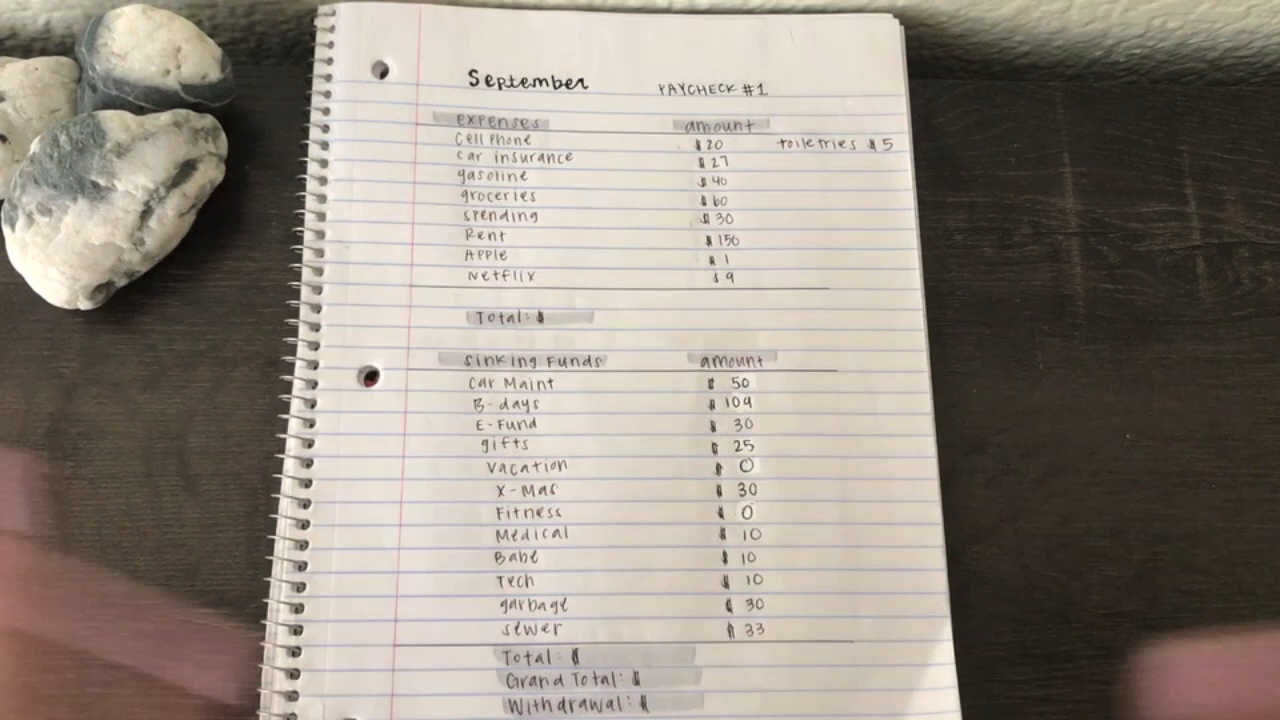 September PAYCHECK #1
expenses amount
Cell Phone $20 toiletries $5
car insurance $27
gasoline $40
groceries $60
spending $30
Rent $150
Apple $1
Netflix $9
Total: $
sinking Funds amount
Car Maint $50
B-days $109
E-Fund $30
gifts $25
vacation $0
X-Mas $30
Fitness $0
Medical $10
Babe $10
Tech $10
garbage $30
sewer $33
Total: $
Grand Total: $
Withdrawal: $